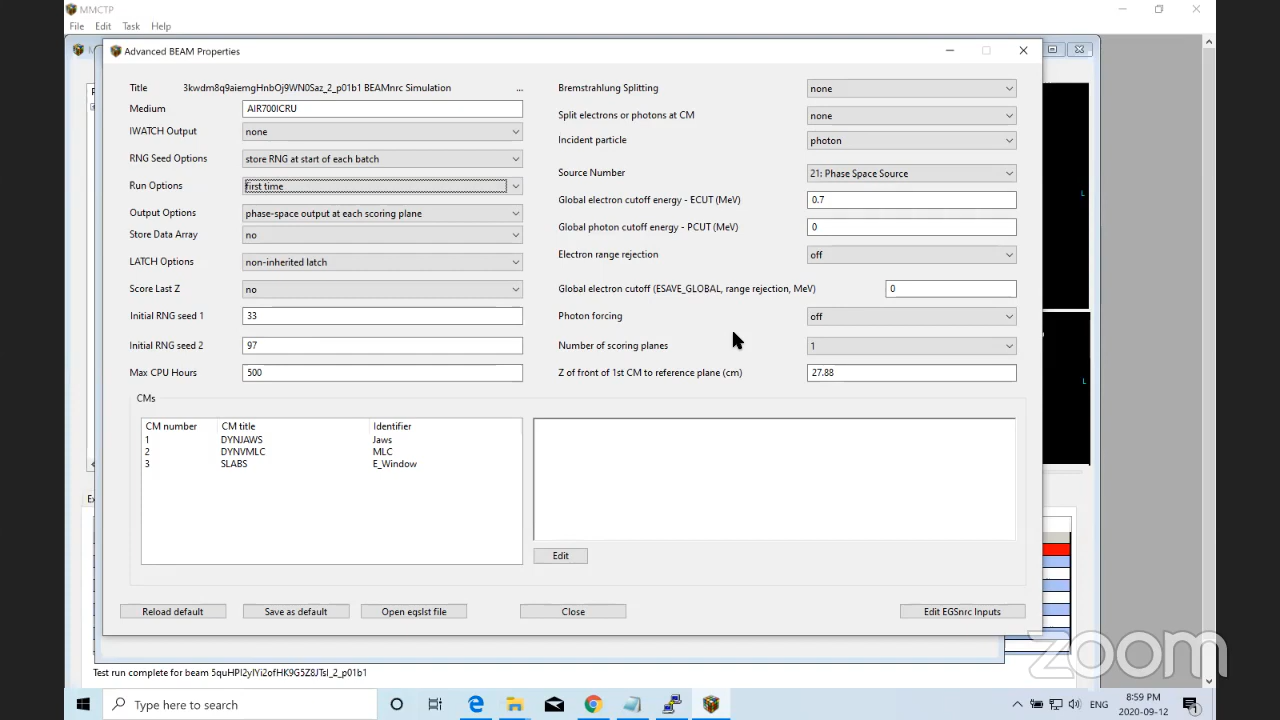 MMCTP
File Edit Task Help
Advanced BEAM Properties
Title 3kwdm8q9aiemgHnbOj9WN0Saz_2_p01b1 BEAMnrc Simulation ...
Medium AIR700ICRU
IWATCH Output none
RNG Seed Options store RNG at start of each batch
Run Options first time
Output Options phase-space output at each scoring plane
Store Data Array no
LATCH Options non-inherited latch
Score Last Z no
Initial RNG seed 1 33
Initial RNG seed 2 97
Max CPU Hours 500
Bremstrahlung Splitting none
Split electrons or photons at CM none
Incident particle photon
Source Number 21: Phase Space Source
Global electron cutoff energy - ECUT (MeV) 0.7
Global photon cutoff energy - PCUT (MeV) 0
Electron range rejection off
Global electron cutoff (ESAVE_GLOBAL, range rejection, MeV) 0
Photon forcing off
Number of scoring planes 1
Z of front of 1st CM to reference plane (cm) 27.88
CMs
CM number CM title Identifier
1 DYNJAWS Jaws
2 DYNVMLC MLC
3 SLABS E_Window
Edit
Reload default Save as default Open egslst file Close Edit EGSnrc Inputs
L
L
Ex
Test run complete for beam 5quHPI2yIYi2ofHK9G5Z8JTsI_2_p01b1
zoom
Type here to search
ENG
8:59 PM
2020-09-12
1